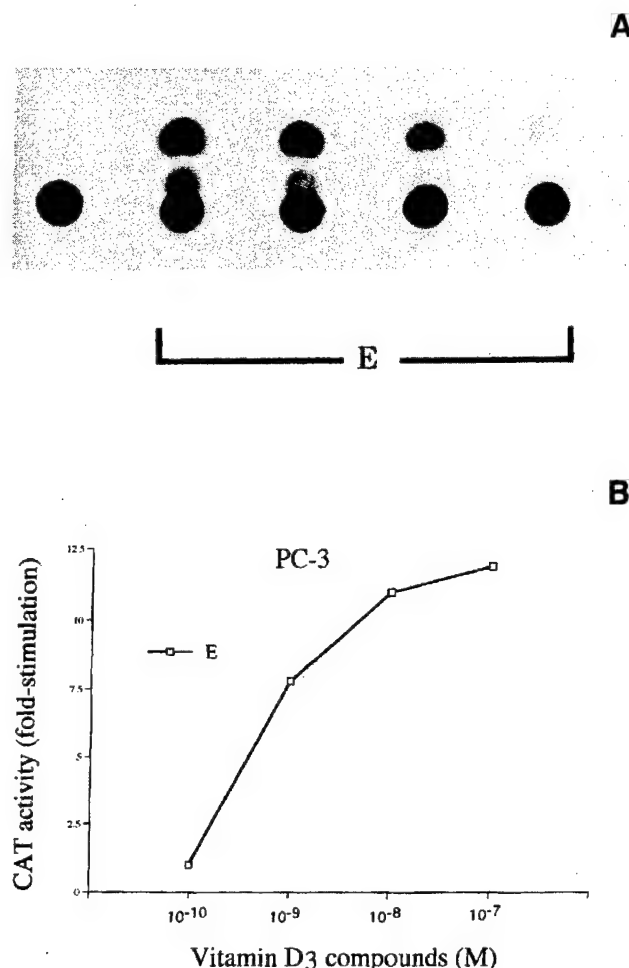 A
E
B
PC-3
CAT activity (fold-stimulation)
12.5
10
7.5
5
2.5
0
E
10-10
10-9
10-8
10-7
Vitamin D3 compounds (M)